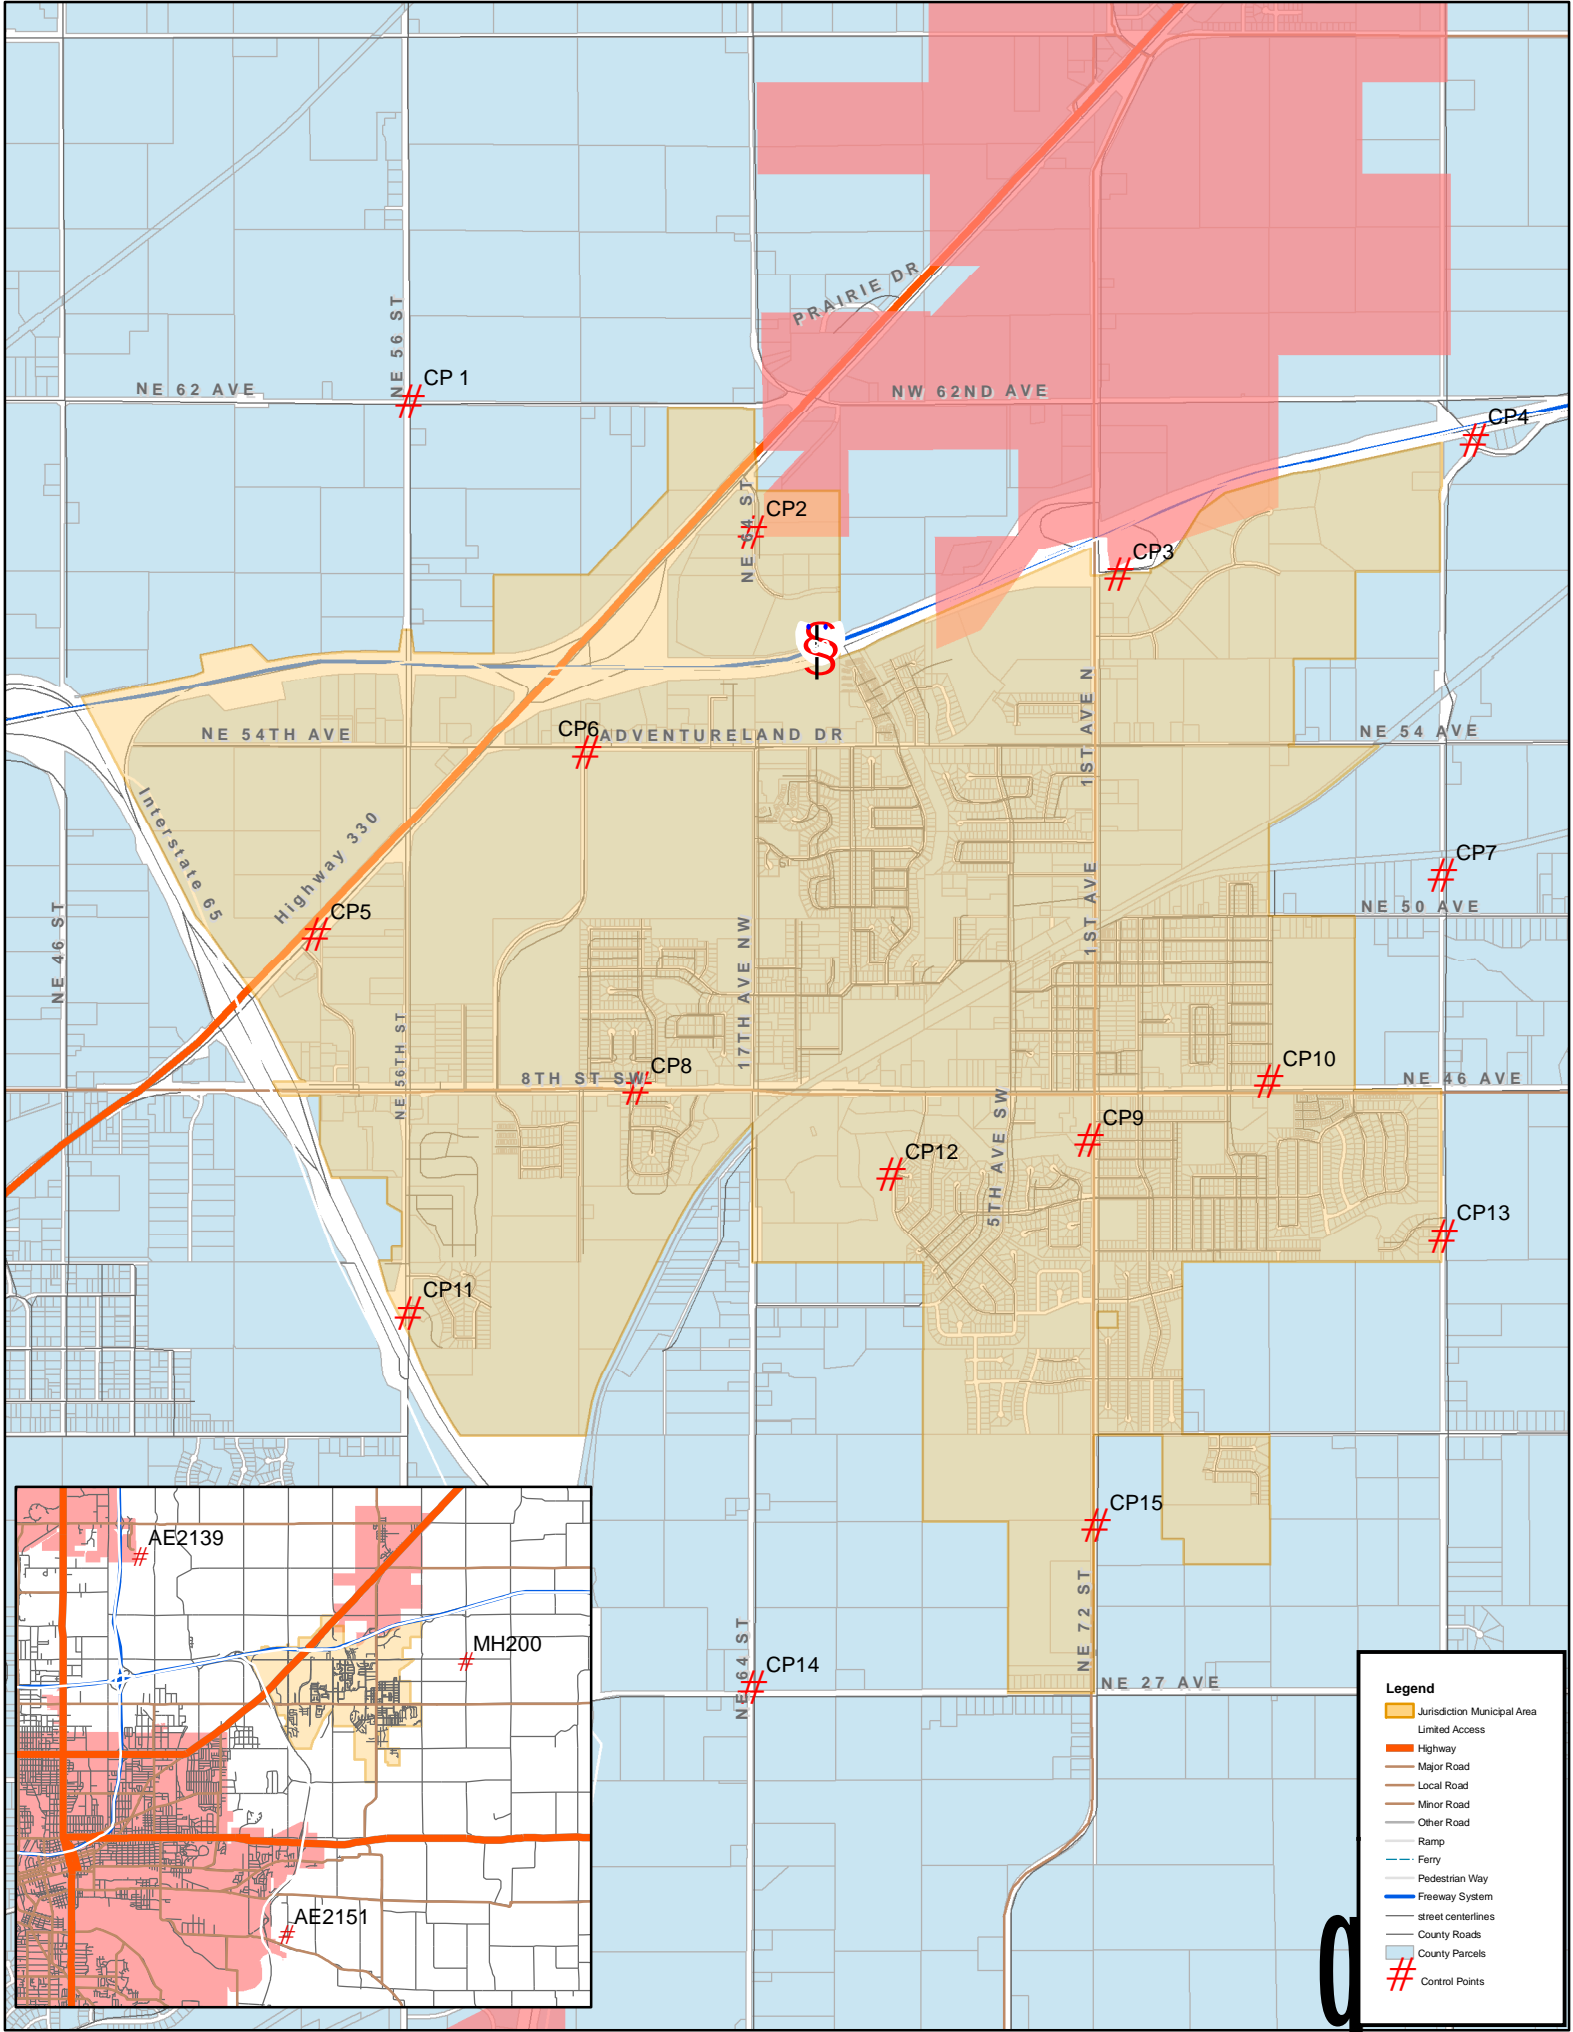 PRAIRIE DR
NE 56 ST
CP 1
NE 62 AVE
NW 62ND AVE
CP4
NE 64 ST
CP2
CP3
NE 54TH AVE
CP6
ADVENTURELAND DR
1ST AVE N
NE 54 AVE
Interstate 65
Highway 330
CP7
1ST AVE
NE 50 AVE
CP5
NE 46 ST
17TH AVE NW
NE 56TH ST
8TH ST SW
CP8
CP10
NE 46 AVE
CP9
5TH AVE SW
CP12
CP13
CP11
CP15
NE 72 ST
NE 64 ST
CP14
NE 27 AVE
AE2139
MH200
AE2151
Legend
Jurisdiction Municipal Area
Limited Access
Highway
Major Road
Local Road
Minor Road
Other Road
Ramp
Ferry
Pedestrian Way
Freeway System
street centerlines
County Roads
County Parcels
Control Points